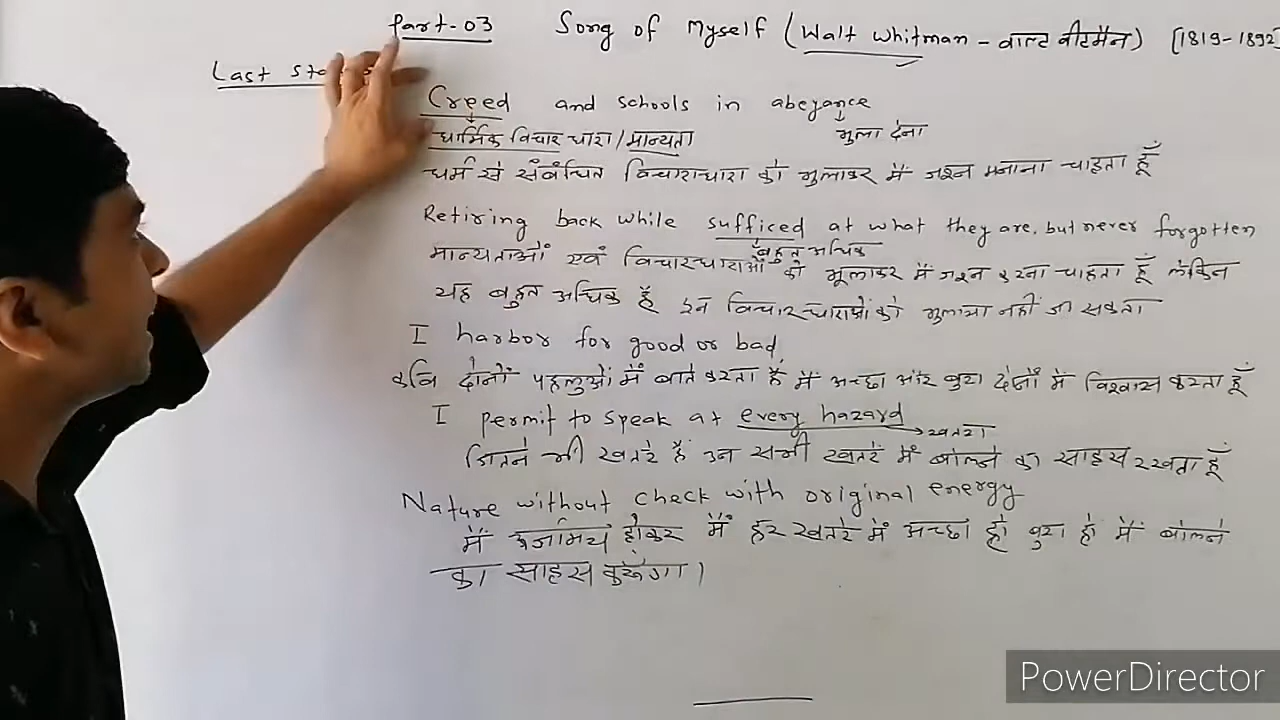 Part-03 Song of Myself (Walt Whitman - वाल्ट वीटमैन) [1819-1892
Last
Creed and schools in abeyance
धार्मिक विचार धारा/मान्यता भुला देना
धर्म से संबंधित विचाराधारा को भुलाकर मैं जश्न मनाना चाहता हूँ
Retiring back while sufficed at what they are, but never forgotten
बहुत अधिक
मान्यताओं एवं विचारधाराओं को भूलाकर मैं जश्न करना चाहता हूँ लेकिन
यह बहुत अधिक है इन विचारधाराओं को भुलाया नहीं जा सकता
I harbor for good or bad,
कवि दोनों पहलुओं में बाते करता है मैं अच्छा और बुरा दोनों में विश्वास करता हूँ
I permit to speak at every hazard
खतरा
जितने भी खतरे हैं उन सभी खतरें में बोलने का साहस रखता हूँ
Nature without check with original energy
मैं होकर मैं हर खतरे में अच्छा हो बुरा हो मैं बोलने
का साहस करूँगा।
PowerDirector